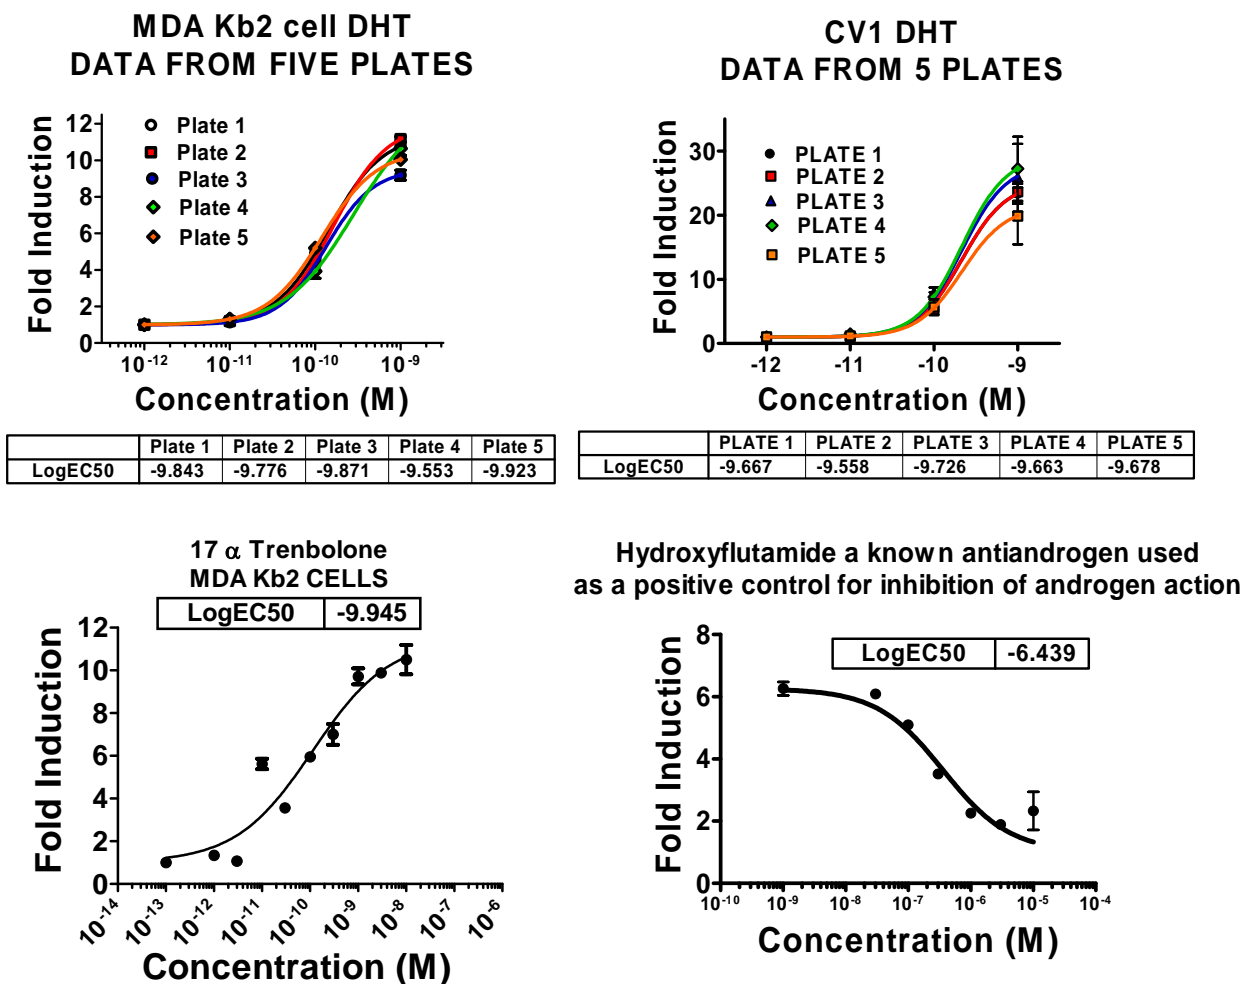 MDA Kb2 cell DHT
DATA FROM FIVE PLATES
Fold Induction
12
10
8
6
4
2
0
Plate 1
Plate 2
Plate 3
Plate 4
Plate 5
10-12 10-11 10-10 10-9
Concentration (M)
Plate 1 Plate 2 Plate 3 Plate 4 Plate 5
LogEC50 -9.843 -9.776 -9.871 -9.553 -9.923
CV1 DHT
DATA FROM 5 PLATES
Fold Induction
30
20
10
0
PLATE 1
PLATE 2
PLATE 3
PLATE 4
PLATE 5
-12 -11 -10 -9
Concentration (M)
PLATE 1 PLATE 2 PLATE 3 PLATE 4 PLATE 5
LogEC50 -9.667 -9.558 -9.726 -9.663 -9.678
17 α Trenbolone
MDA Kb2 CELLS
LogEC50 -9.945
Fold Induction
12
10
8
6
4
2
0
10-14 10-13 10-12 10-11 10-10 10-9 10-8 10-7 10-6
Concentration (M)
Hydroxyflutamide a known antiandrogen used
as a positive control for inhibition of androgen action
LogEC50 -6.439
Fold Induction
8
6
4
2
0
10-10 10-9 10-8 10-7 10-6 10-5 10-4
Concentration (M)